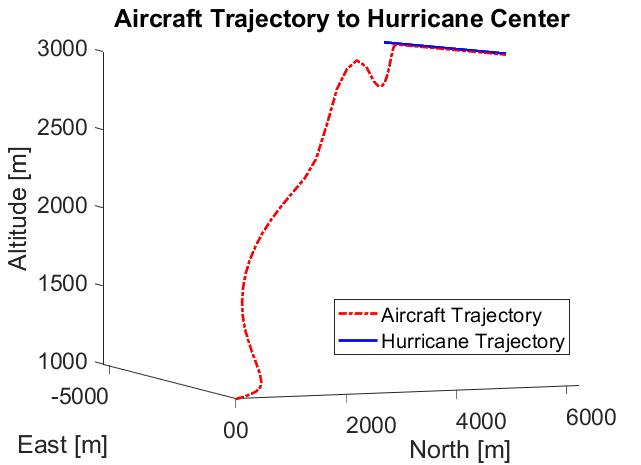 Aircraft Trajectory to Hurricane Center
3000
2500
2000
1500
1000
Altitude [m]
Aircraft Trajectory
Hurricane Trajectory
-5000
00
2000
4000
6000
East [m]
North [m]